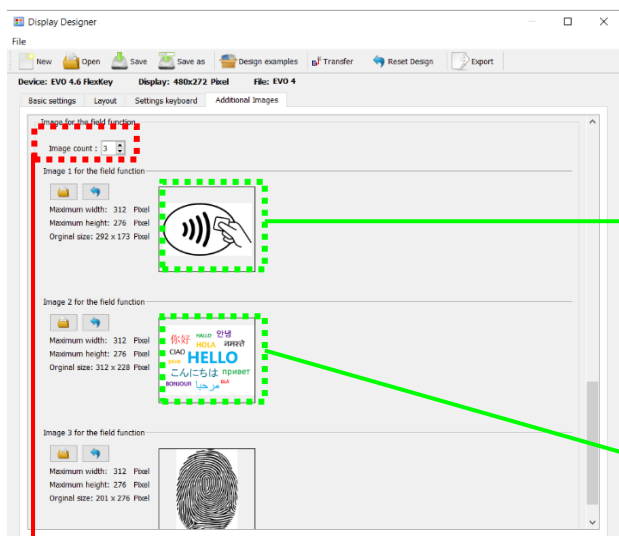 Display Designer
File
New Open Save Save as Design examples Transfer Reset Design Export
Device: EVO 4.6 FlexKey Display: 480x272 Pixel File: EVO 4
Basic settings Layout Settings keyboard Additional Images
Image for the field function
Image count : 3
Image 1 for the field function
Maximum width: 312 Pixel
Maximum height: 276 Pixel
Orginal size: 292 x 173 Pixel
Image 2 for the field function
Maximum width: 312 Pixel
Maximum height: 276 Pixel
Orginal size: 312 x 228 Pixel
你好 HALLO 안녕
HOLA नमस्ते
CIAO HELLO
こんにちは привет
BONJOUR مرحبا
Image 3 for the field function
Maximum width: 312 Pixel
Maximum height: 276 Pixel
Orginal size: 201 x 276 Pixel